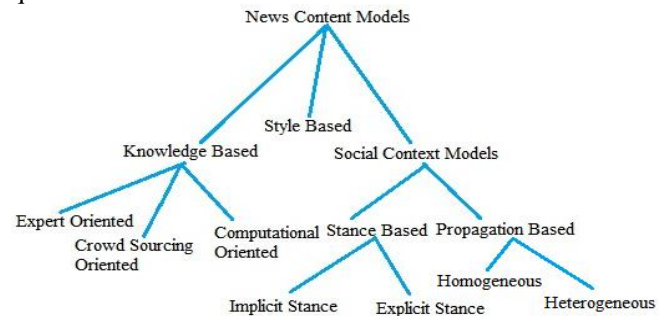 News Content Models
Style Based
Knowledge Based
Social Context Models
Expert Oriented
Crowd Sourcing
Oriented
Computational
Oriented
Stance Based
Propagation Based
Implicit Stance
Explicit Stance
Homogeneous
Heterogeneous